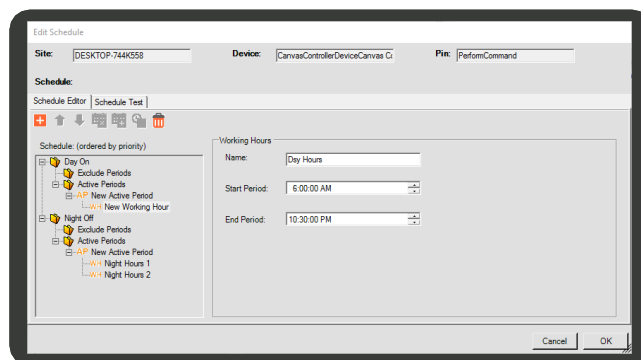 Edit Schedule
Site: DESKTOP-744K558 Device: CanvasControllerDeviceCanvas Co Pin: PerformCommand
Schedule:
Schedule Editor Schedule Test
Schedule: (ordered by priority)
Day On
Exclude Periods
Active Periods
AP New Active Period
WH New Working Hour
Night Off
Exclude Periods
Active Periods
AP New Active Period
WH Night Hours 1
WH Night Hours 2
Working Hours
Name: Dsy Hours
Start Period: 6:00:00 AM
End Period: 10:30:00 PM
Cancel OK